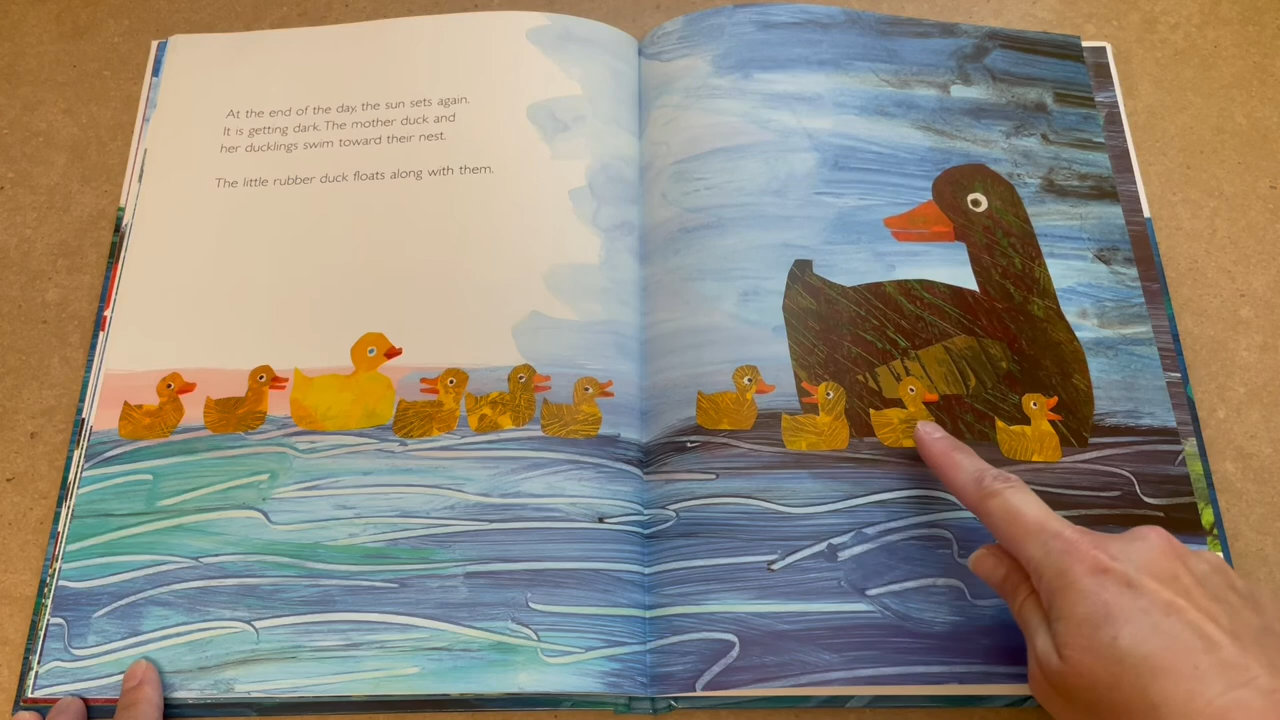 At the end of the day, the sun sets again.
It is getting dark. The mother duck and
her ducklings swim toward their nest.
The little rubber duck floats along with them.